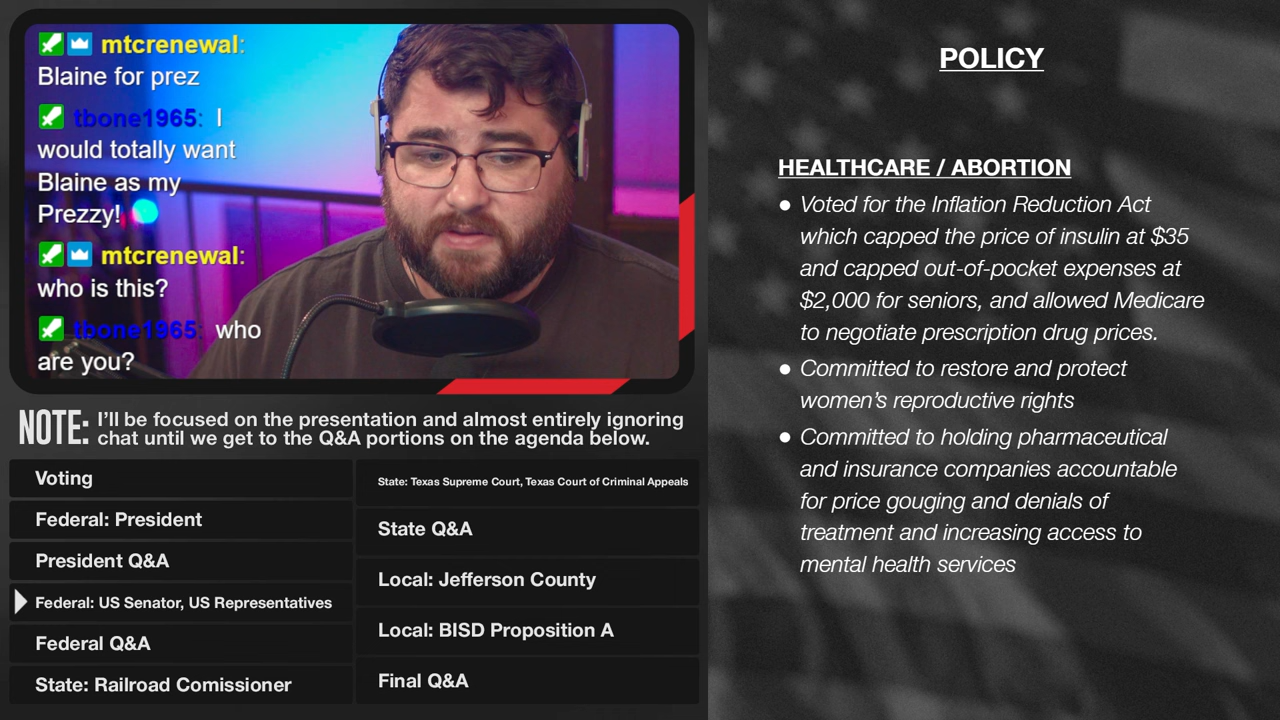 mtcrenewal:
Blaine for prez
tbone1965: I
would totally want
Blaine as my
Prezzy!
mtcrenewal:
who is this?
tbone1965: who
are you?
NOTE: I'll be focused on the presentation and almost entirely ignoring
chat until we get to the Q&A portions on the agenda below.
Voting
Federal: President
President Q&A
Federal: US Senator, US Representatives
Federal Q&A
State: Railroad Comissioner
State: Texas Supreme Court, Texas Court of Criminal Appeals
State Q&A
Local: Jefferson County
Local: BISD Proposition A
Final Q&A
POLICY
HEALTHCARE / ABORTION
● Voted for the Inflation Reduction Act
which capped the price of insulin at $35
and capped out-of-pocket expenses at
$2,000 for seniors, and allowed Medicare
to negotiate prescription drug prices.
● Committed to restore and protect
women's reproductive rights
● Committed to holding pharmaceutical
and insurance companies accountable
for price gouging and denials of
treatment and increasing access to
mental health services